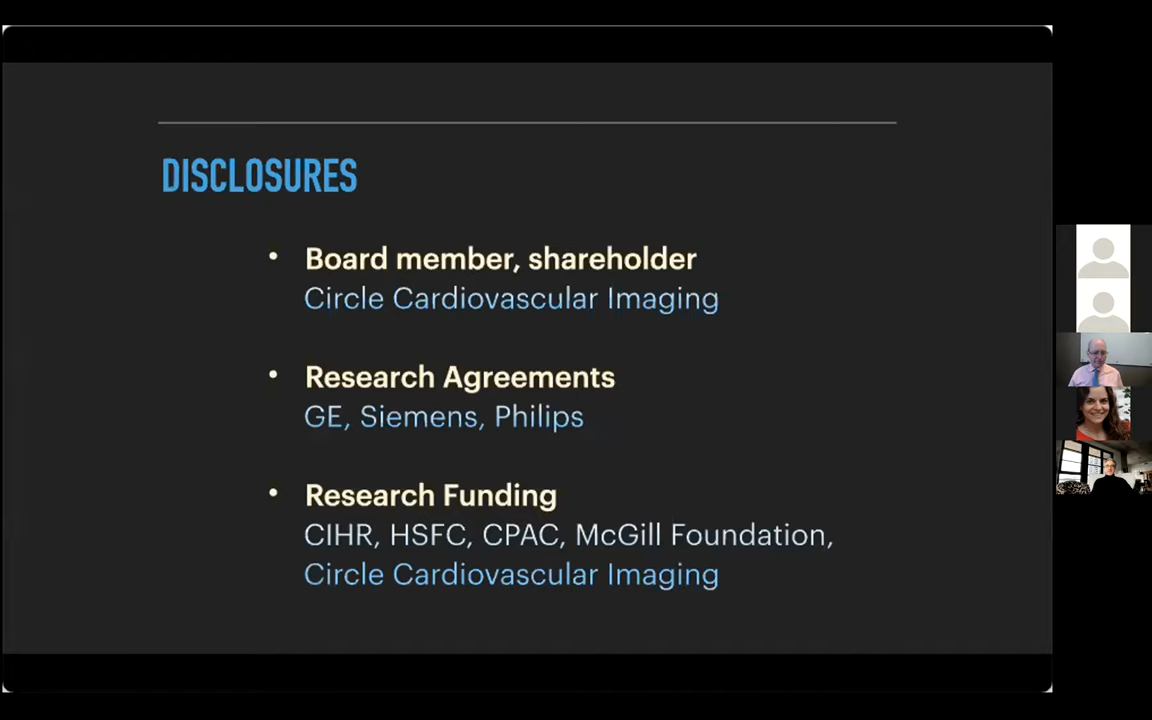 DISCLOSURES
• Board member, shareholder
Circle Cardiovascular Imaging
• Research Agreements
GE, Siemens, Philips
• Research Funding
CIHR, HSFC, CPAC, McGill Foundation,
Circle Cardiovascular Imaging